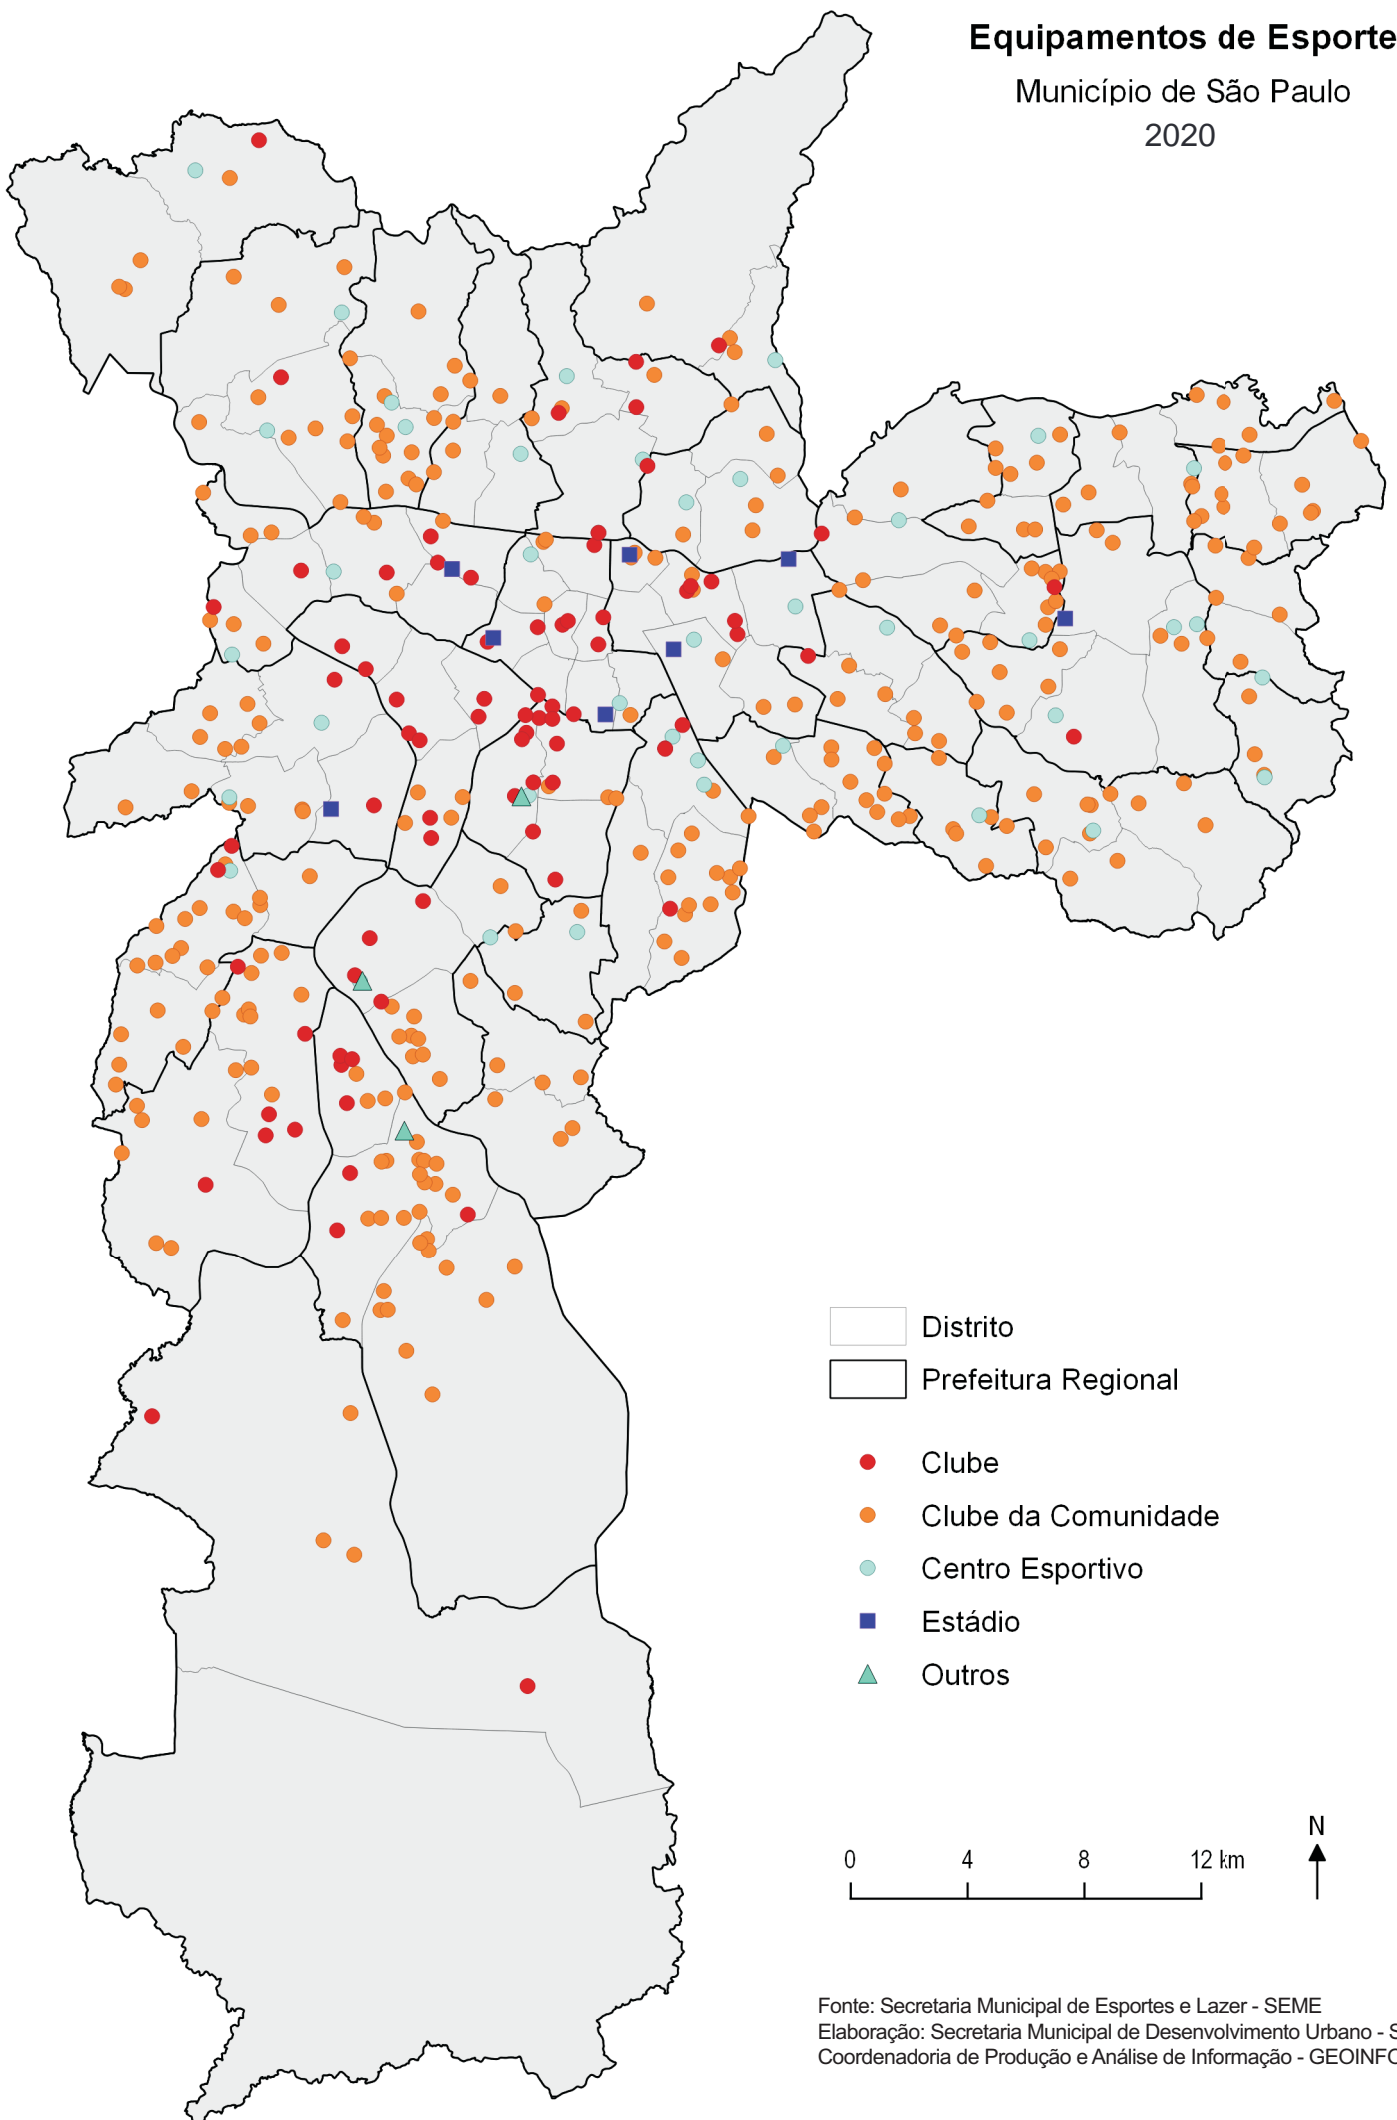 Equipamentos de Esporte
Município de São Paulo
2020
Distrito
Prefeitura Regional
Clube
Clube da Comunidade
Centro Esportivo
Estádio
Outros
N
0 4 8 12 km
Fonte: Secretaria Municipal de Esportes e Lazer - SEME
Elaboração: Secretaria Municipal de Desenvolvimento Urbano -
Coordenadoria de Produção e Análise de Informação -